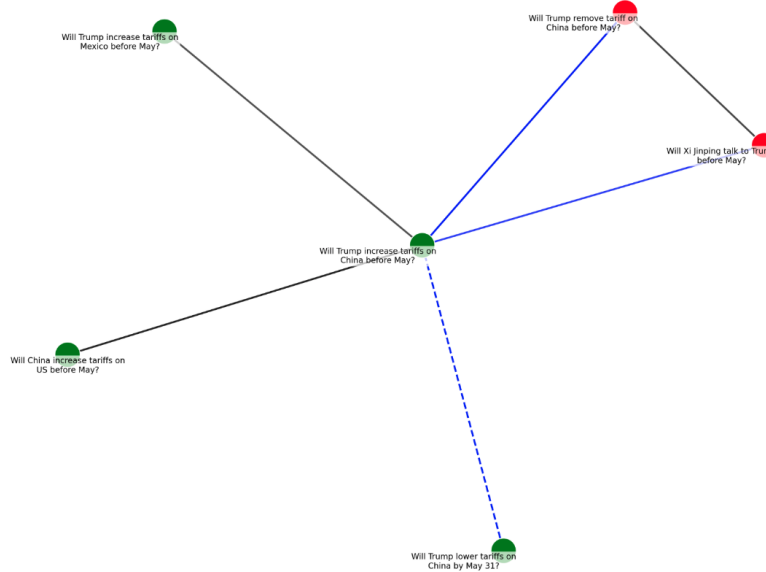 Will Trump remove tariff on
China before May?
Will Trump increase tariffs on
Mexico before May?
Will Xi Jinping talk to
before May?
Will Trump increase tariffs on
China before May?
Will China increase tariffs on
US before May?
Will Trump lower tariffs on
China by May 31?